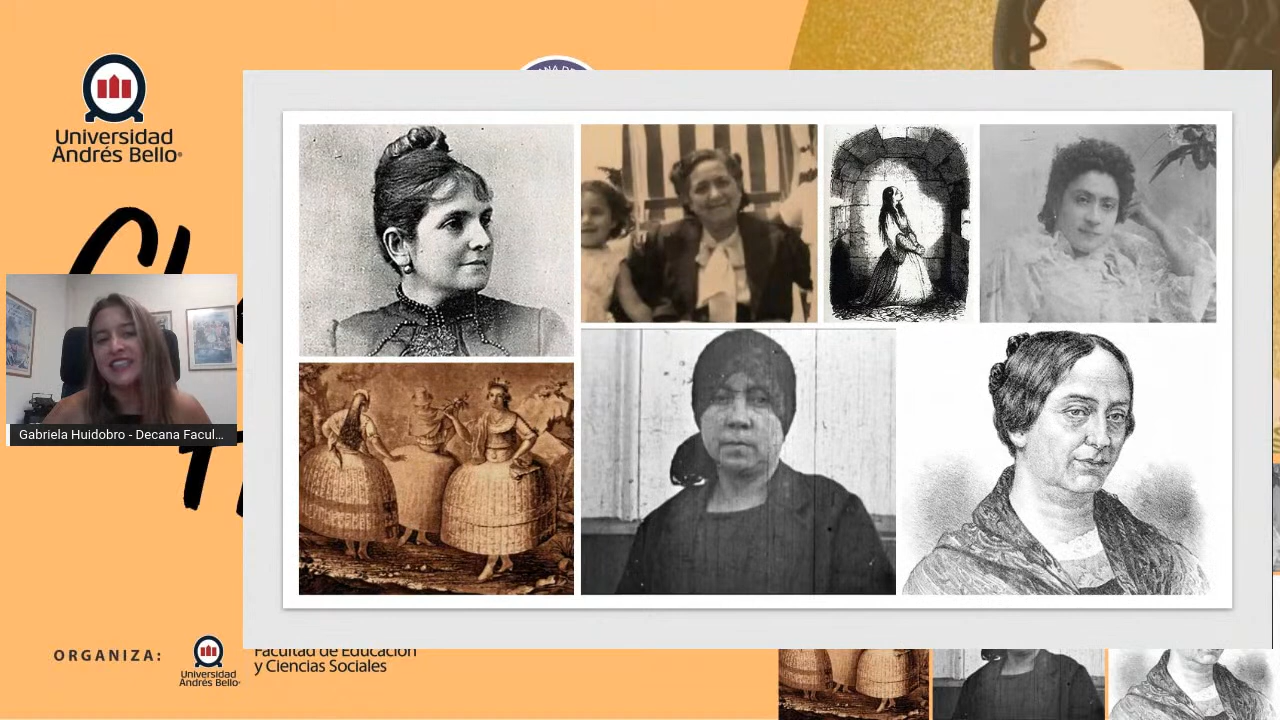 Universidad
Andrés Bello®
Gabriela Huidobro - Decana Facul...
ORGANIZA:
Universidad
Andrés Bello
Facultad de Educación
y Ciencias Sociales